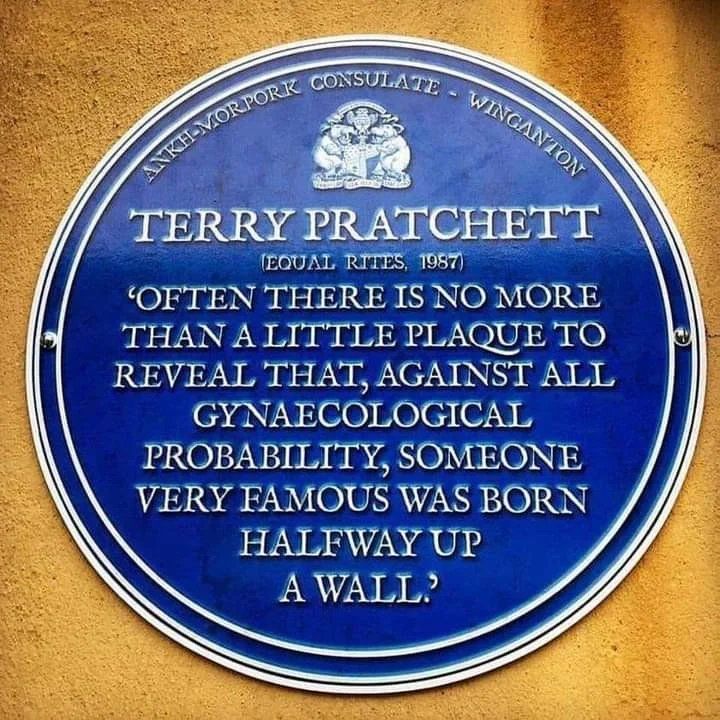 ANKH-MORPORK CONSULATE - WINCANTON
TERRY PRATCHETT
(EQUAL RITES, 1987)
‘OFTEN THERE IS NO MORE
THAN A LITTLE PLAQUE TO
REVEAL THAT, AGAINST ALL
GYNAECOLOGICAL
PROBABILITY, SOMEONE
VERY FAMOUS WAS BORN
HALFWAY UP
A WALL.’